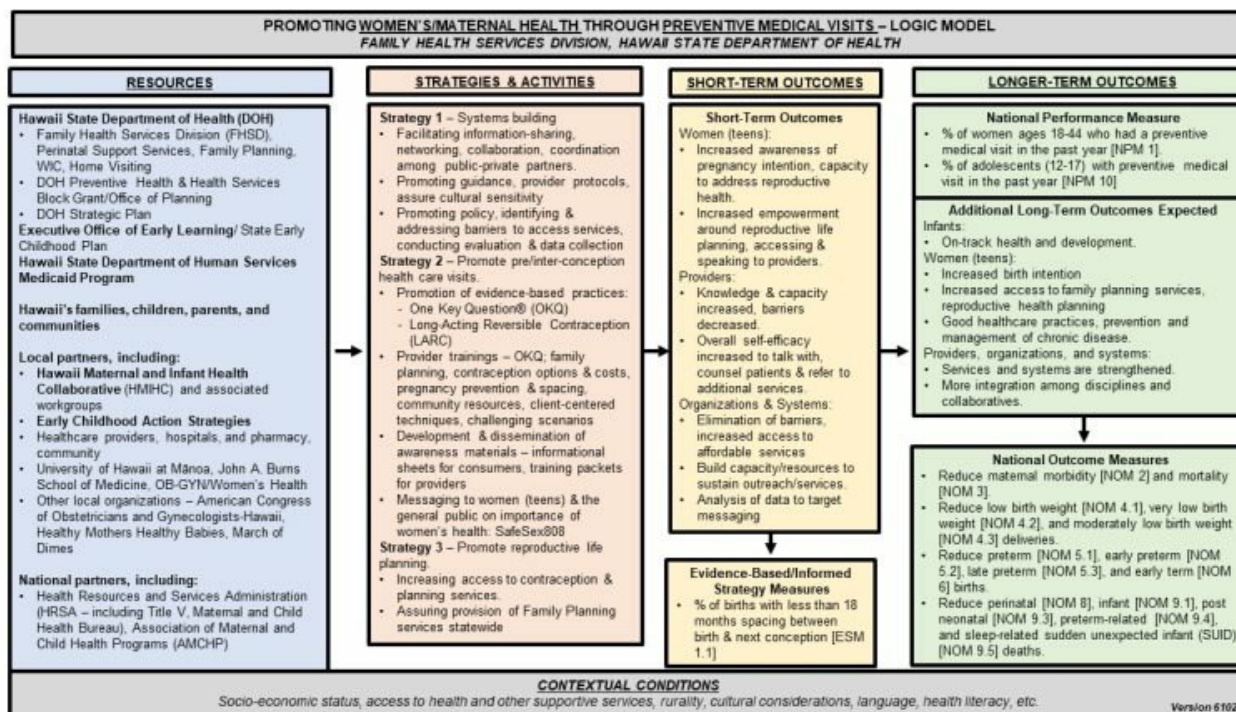 PROMOTING WOMEN'S/MATERNAL HEALTH THROUGH PREVENTIVE MEDICAL VISITS – LOGIC MODEL
FAMILY HEALTH SERVICES DIVISION, HAWAII STATE DEPARTMENT OF HEALTH
RESOURCES
Hawaii State Department of Health (DOH)
• Family Health Services Division (FHSD),
Perinatal Support Services, Family Planning,
WIC, Home Visiting
• DOH Preventive Health & Health Services
Block Grant/Office of Planning
• DOH Strategic Plan
Executive Office of Early Learning/ State Early
Childhood Plan
Hawaii State Department of Human Services
Medicaid Program
Hawaii's families, children, parents, and
communities
Local partners, including:
• Hawaii Maternal and Infant Health
Collaborative (HMIHC) and associated
workgroups
• Early Childhood Action Strategies
• Healthcare providers, hospitals, and pharmacy,
community
• University of Hawaii at Mānoa, John A. Burns
School of Medicine, OB-GYN/Women's Health
• Other local organizations – American Congress
of Obstetricians and Gynecologists-Hawaii,
Healthy Mothers Healthy Babies, March of
Dimes
National partners, including:
• Health Resources and Services Administration
(HRSA – including Title V, Maternal and Child
Health Bureau), Association of Maternal and
Child Health Programs (AMCHP)
STRATEGIES & ACTIVITIES
Strategy 1 – Systems building
• Facilitating information-sharing,
networking, collaboration, coordination
among public-private partners.
• Promoting guidance, provider protocols,
assure cultural sensitivity
• Promoting policy, identifying &
addressing barriers to access services,
conducting evaluation & data collection
Strategy 2 – Promote pre/inter-conception
health care visits.
• Promotion of evidence-based practices:
- One Key Question® (OKQ)
- Long-Acting Reversible Contraception
(LARC)
• Provider trainings – OKQ; family
planning, contraception options & costs,
pregnancy prevention & spacing,
community resources, client-centered
techniques, challenging scenarios
• Development & dissemination of
awareness materials – informational
sheets for consumers, training packets
for providers
• Messaging to women (teens) & the
general public on importance of
women's health: SafeSex808
Strategy 3 – Promote reproductive life
planning.
• Increasing access to contraception &
planning services.
• Assuring provision of Family Planning
services statewide
SHORT-TERM OUTCOMES
Short-Term Outcomes
Women (teens):
• Increased awareness of
pregnancy intention, capacity
to address reproductive
health.
• Increased empowerment
around reproductive life
planning, accessing &
speaking to providers.
Providers:
• Knowledge & capacity
increased, barriers
decreased.
• Overall self-efficacy
increased to talk with,
counsel patients & refer to
additional services.
Organizations & Systems:
• Elimination of barriers,
increased access to
affordable services
• Build capacity/resources to
sustain outreach/services.
• Analysis of data to target
messaging
Evidence-Based/Informed
Strategy Measures
• % of births with less than 18
months spacing between
birth & next conception [ESM
1.1]
LONGER-TERM OUTCOMES
National Performance Measure
• % of women ages 18-44 who had a preventive
medical visit in the past year [NPM 1].
• % of adolescents (12-17) with preventive medical
visit in the past year [NPM 10]
Additional Long-Term Outcomes Expected
Infants:
• On-track health and development.
Women (teens):
• Increased birth intention
• Increased access to family planning services,
reproductive health planning
• Good healthcare practices, prevention and
management of chronic disease.
Providers, organizations, and systems:
• Services and systems are strengthened.
• More integration among disciplines and
collaboratives.
National Outcome Measures
• Reduce maternal morbidity [NOM 2] and mortality
[NOM 3].
• Reduce low birth weight [NOM 4.1], very low birth
weight [NOM 4.2], and moderately low birth weight
[NOM 4.3] deliveries.
• Reduce preterm [NOM 5.1], early preterm [NOM
5.2], late preterm [NOM 5.3], and early term [NOM
6] births.
• Reduce perinatal [NOM 8], infant [NOM 9.1], post
neonatal [NOM 9.3], preterm-related [NOM 9.4],
and sleep-related sudden unexpected infant (SUID)
[NOM 9.5] deaths.
CONTEXTUAL CONDITIONS
Socio-economic status, access to health and other supportive services, rurality, cultural considerations, language, health literacy, etc.
Version 6102